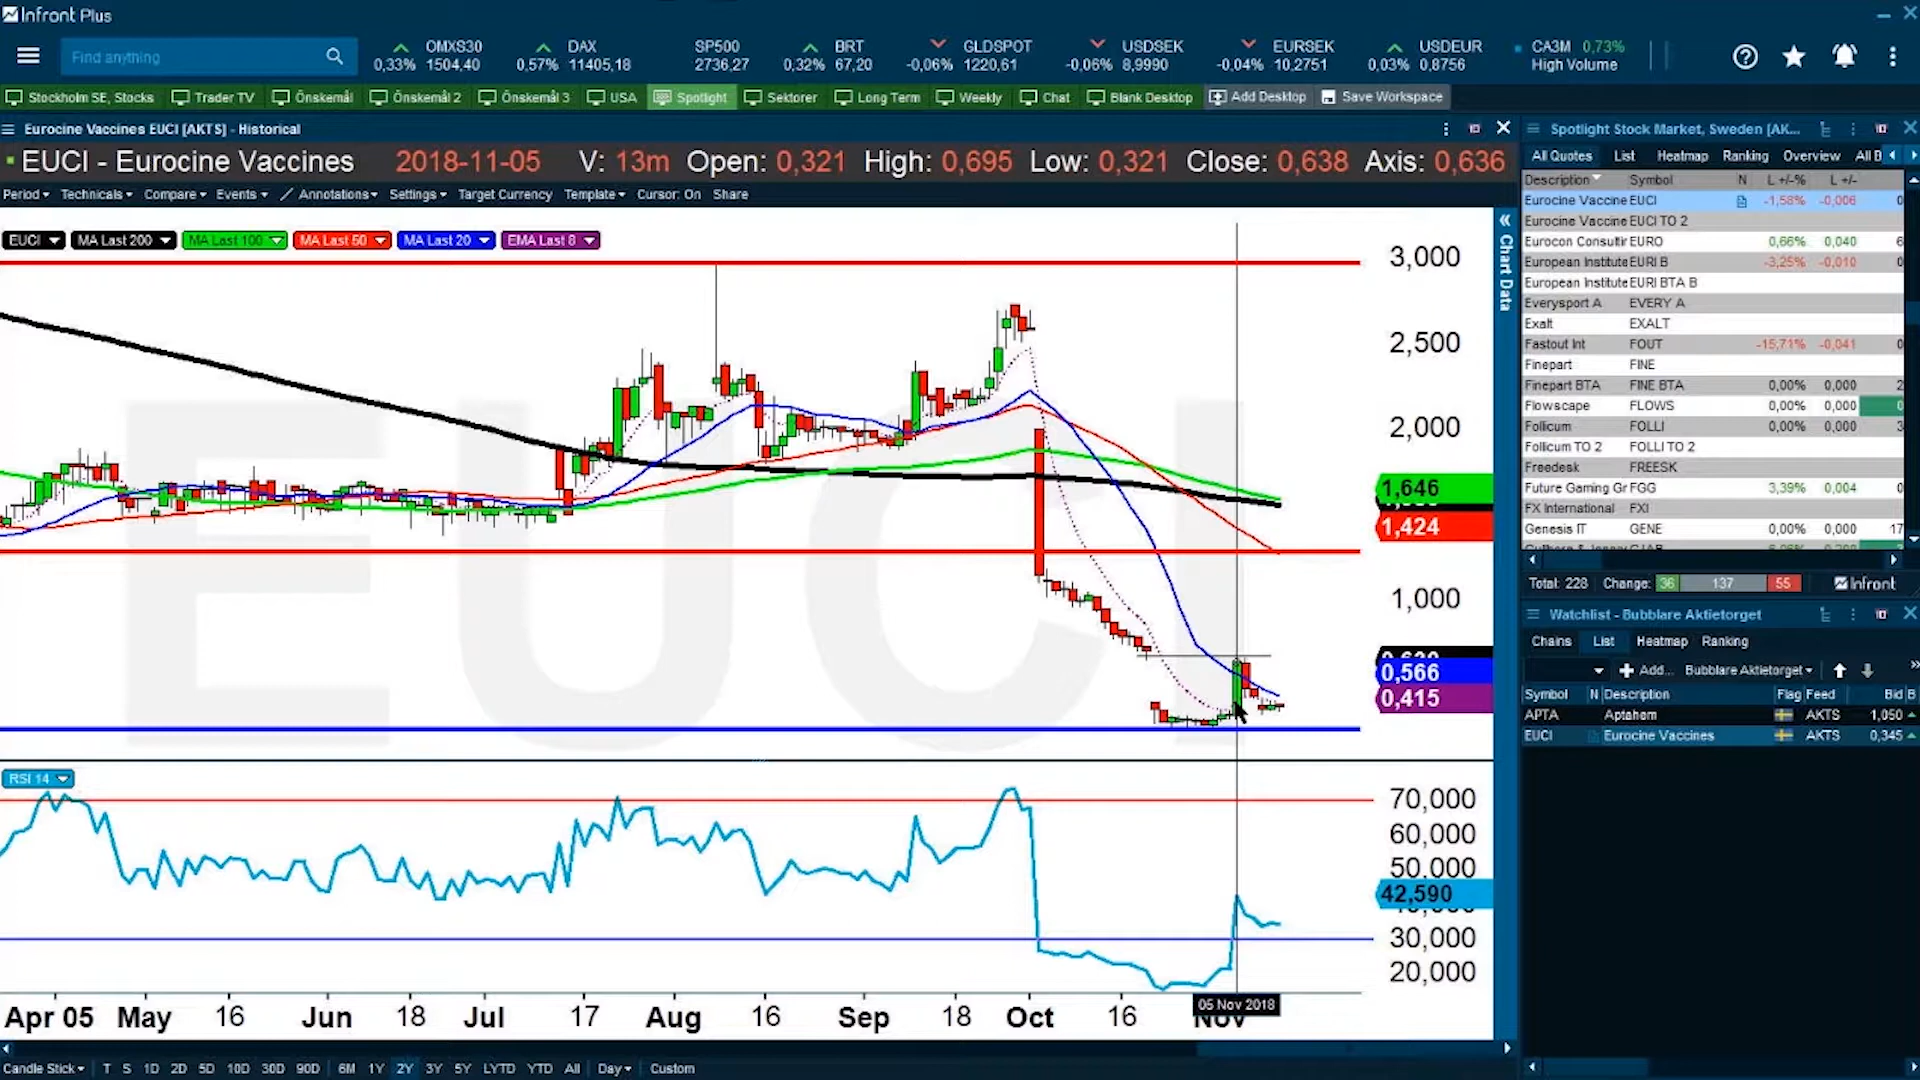 Infront Plus
Find anything
OMXS30 0,33% 1504,40
DAX 0,57% 11405,18
SP500 2736,27
BRT 0,32% 67,20
GLDSPOT -0,06% 1220,61
USDSEK -0,06% 8,9990
EURSEK -0,04% 10,2751
USDEUR 0,03% 0,8756
CA3M 0,73% High Volume
Stockholm SE, Stocks Trader TV Önskemål Önskemål 2 Önskemål 3 USA Spotlight Sektorer Long Term Weekly Chat Blank Desktop Add Desktop Save Workspace
Eurocine Vaccines EUCI [AKTS] - Historical
EUCI - Eurocine Vaccines 2018-11-05 V: 13m Open: 0,321 High: 0,695 Low: 0,321 Close: 0,638 Axis: 0,636
Period Technicals Compare Events Annotations Settings Target Currency Template Cursor: On Share
EUCI MA Last 200 MA Last 100 MA Last 50 MA Last 20 EMA Last 8
EUCI
3,000
2,500
2,000
1,646
1,424
1,000
0,566
0,415
Chart Data
RSI 14
70,000
60,000
50,000
42,590
30,000
20,000
05 Nov 2018
Apr 05 May 16 Jun 18 Jul 17 Aug 16 Sep 18 Oct 16 Nov
Candle Stick T S 1D 2D 5D 10D 30D 90D 6M 1Y 2Y 3Y 5Y LYTD YTD All Day Custom
Spotlight Stock Market, Sweden [AK...
All Quotes List Heatmap Ranking Overview All B
Description Symbol N L +/-% L +/-
Eurocine Vaccine EUCI -1,58% -0,006 0
Eurocine Vaccine EUCI TO 2
Eurocon Consultir EURO 0,66% 0,040 6
European Institute EURI B -3,25% -0,010 0
European Institute EURI BTA B
Everysport A EVERY A
Exalt EXALT
Fastout Int FOUT -15,71% -0,041 0
Finepart FINE
Finepart BTA FINE BTA 0,00% 0,000 2
Flowscape FLOWS 0,00% 0,000 0
Follicum FOLLI 0,00% 0,000 3
Follicum TO 2 FOLLI TO 2
Freedesk FREESK
Future Gaming Gr FGG 3,39% 0,004 0
FX International FXI
Genesis IT GENE 0,00% 0,000 17
Total: 228 Change: 36 137 55 Infront
Watchlist - Bubblare Aktietorget
Chains List Heatmap Ranking
Add... Bubblare Aktietorget
Symbol N Description Flag Feed Bid B
APTA Aptahem AKTS 1,050
EUCI Eurocine Vaccines AKTS 0,345